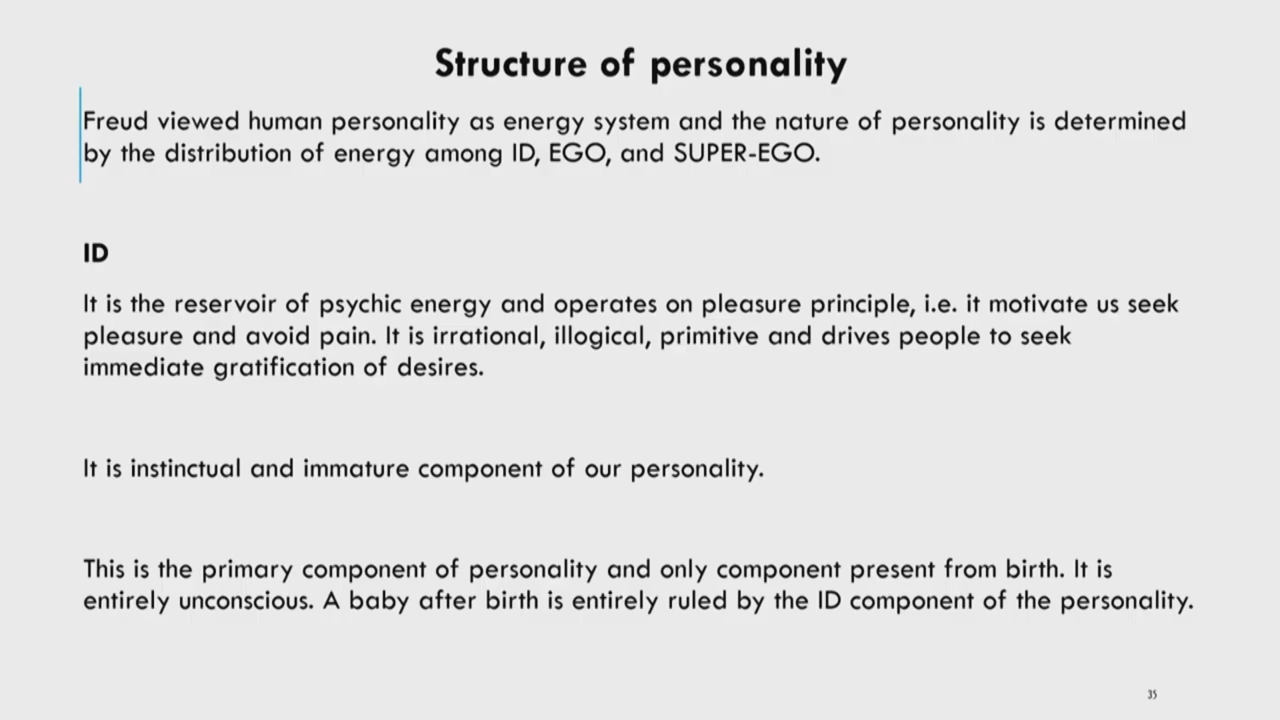 Structure of personality
Freud viewed human personality as energy system and the nature of personality is determined
by the distribution of energy among ID, EGO, and SUPER-EGO.
ID
It is the reservoir of psychic energy and operates on pleasure principle, i.e. it motivate us seek
pleasure and avoid pain. It is irrational, illogical, primitive and drives people to seek
immediate gratification of desires.
It is instinctual and immature component of our personality.
This is the primary component of personality and only component present from birth. It is
entirely unconscious. A baby after birth is entirely ruled by the ID component of the personality.
35